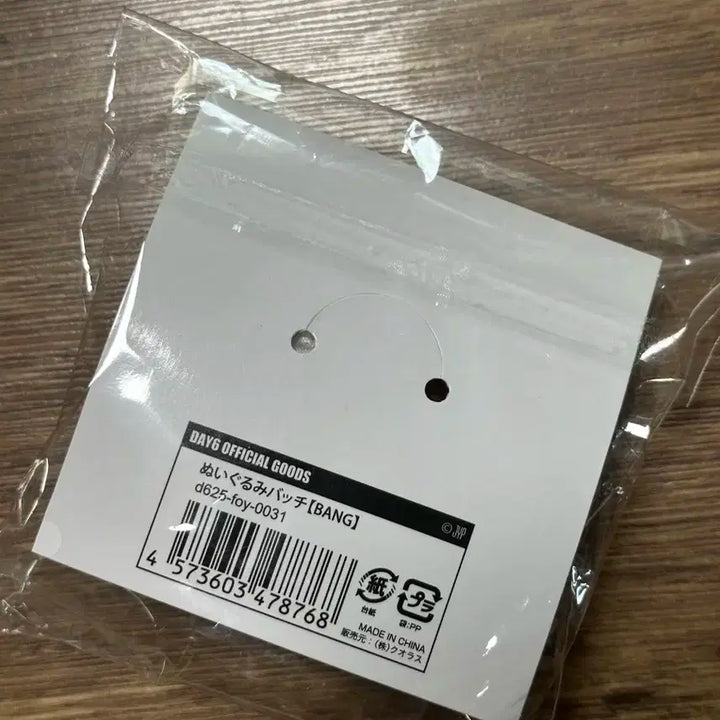 DAY6 OFFICIAL GOODS
© JYP
ぬいぐるみバッチ【BANG】
d625-foy-0031
4 573603 478768
紙
台紙
プラ
袋:PP
MADE IN CHINA
販売元:(株)クオラス